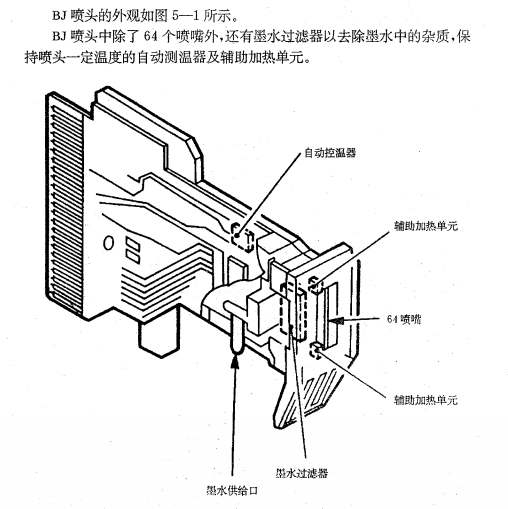 BJ 喷头的外观如图 5—1 所示。
BJ 喷头中除了 64 个喷嘴外,还有墨水过滤器以去除墨水中的杂质,保
持喷头一定温度的自动测温器及辅助加热单元。
自动控温器
辅助加热单元
64 喷嘴
辅助加热单元
墨水过滤器
墨水供给口